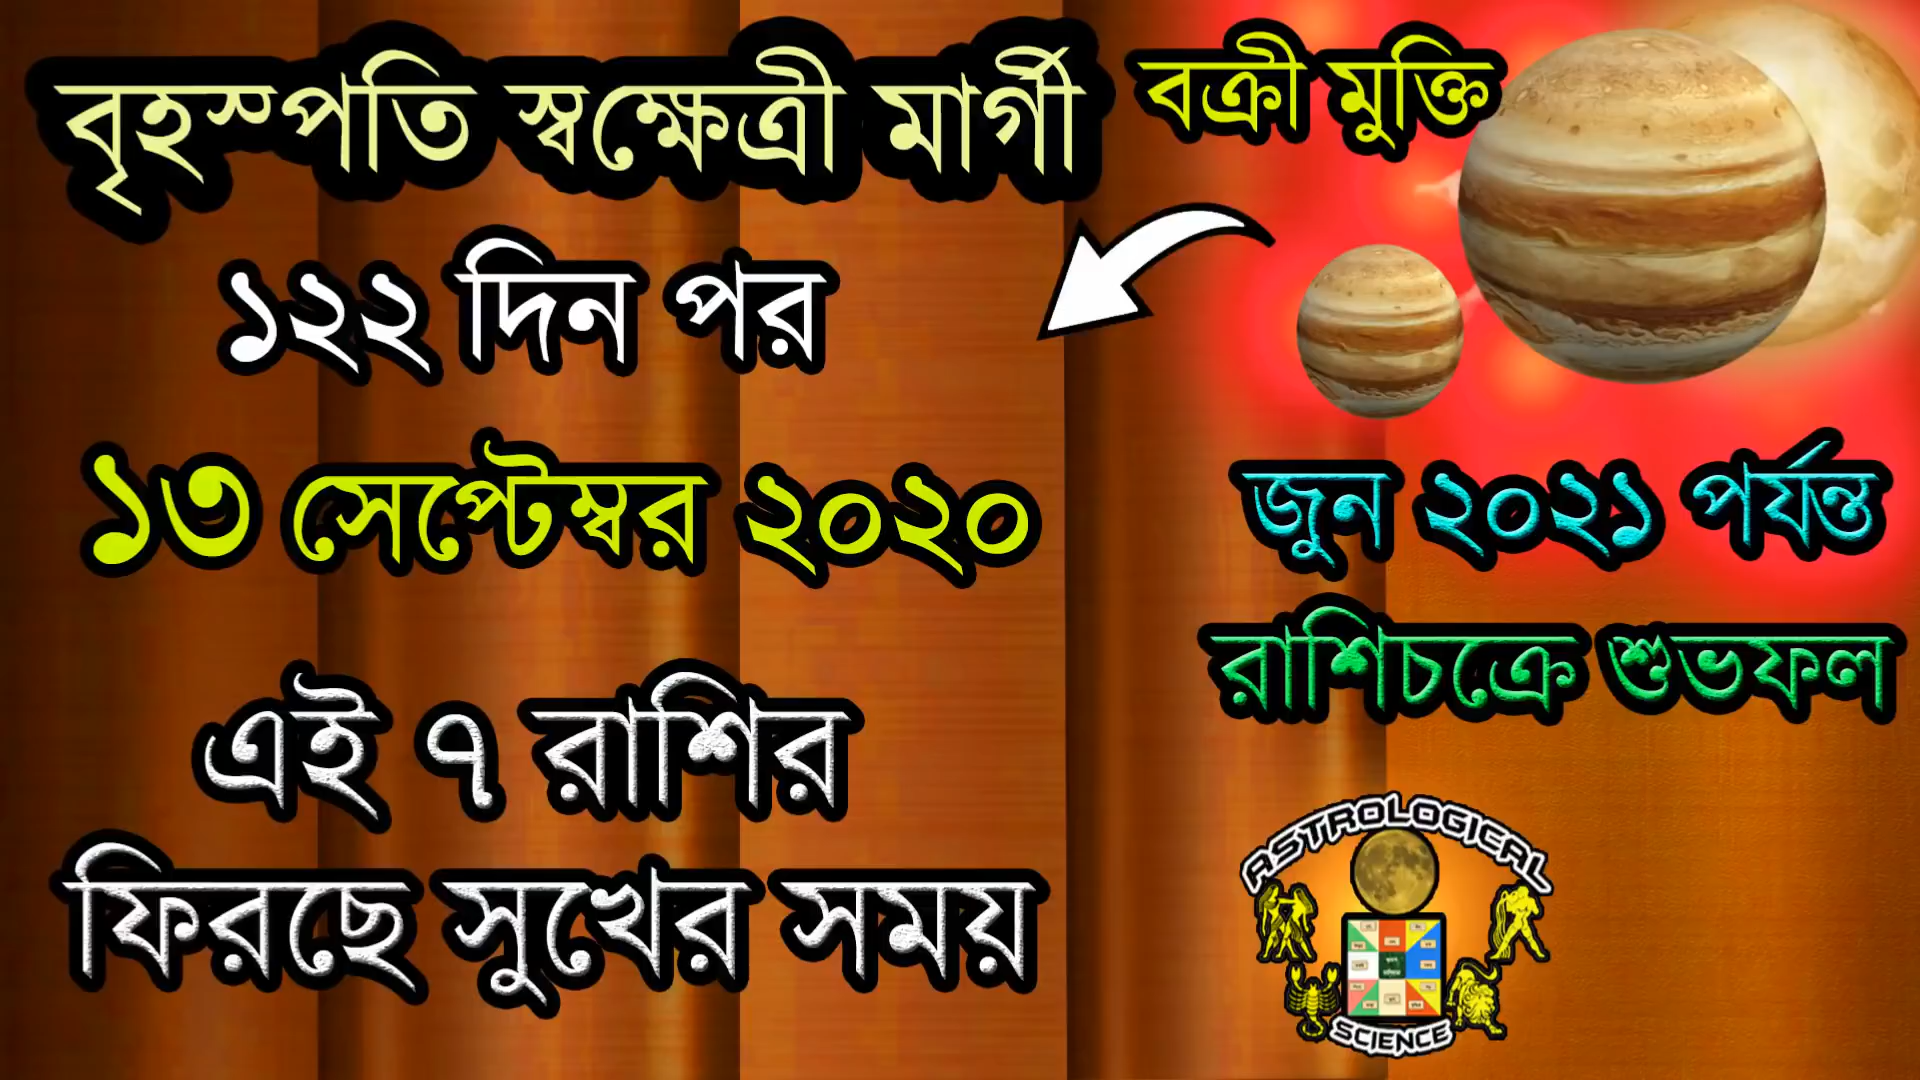 বৃহস্পতি স্বক্ষেত্রী মার্গী
বক্রী মুক্তি
১২২ দিন পর
১৩ সেপ্টেম্বর ২০২০
জুন ২০২১ পর্যন্ত
রাশিচক্রে শুভফল
এই ৭ রাশির
ফিরছে সুখের সময়
ASTROLOGICAL
SCIENCE